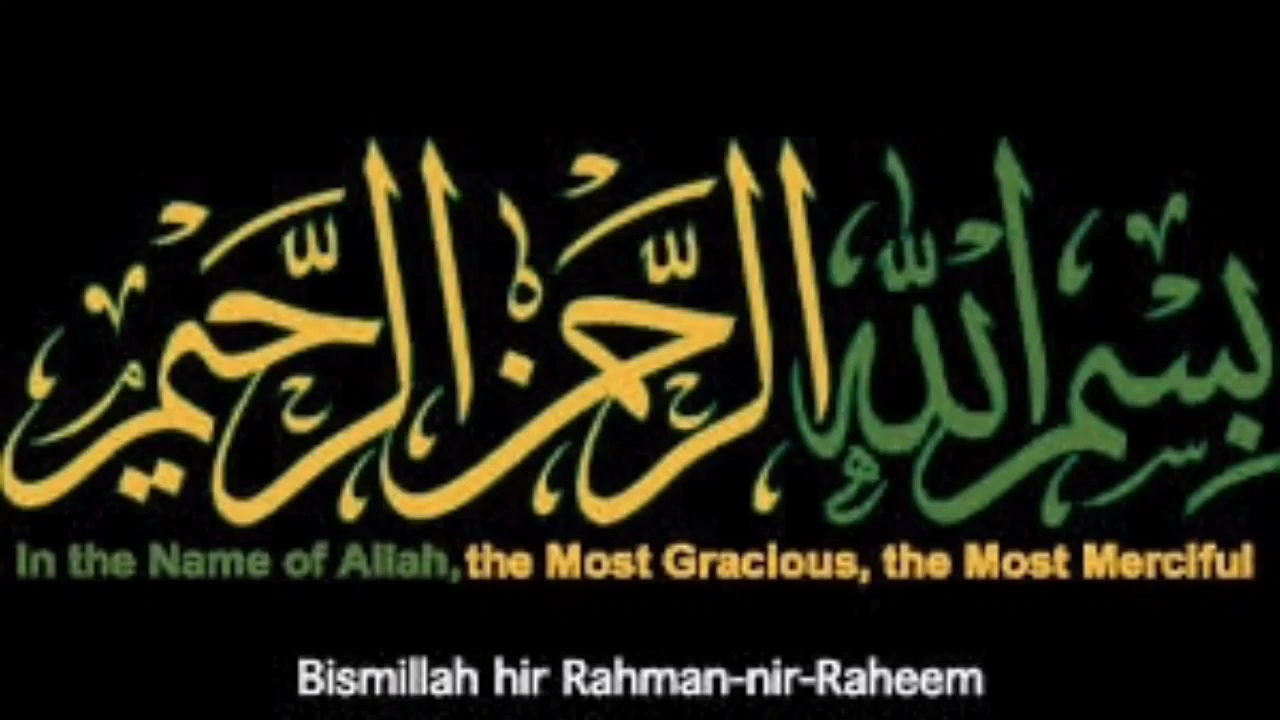 بسم الله الرحمن الرحيم
In the Name of Allah, the Most Gracious, the Most Merciful
Bismillah hir Rahman-nir-Raheem